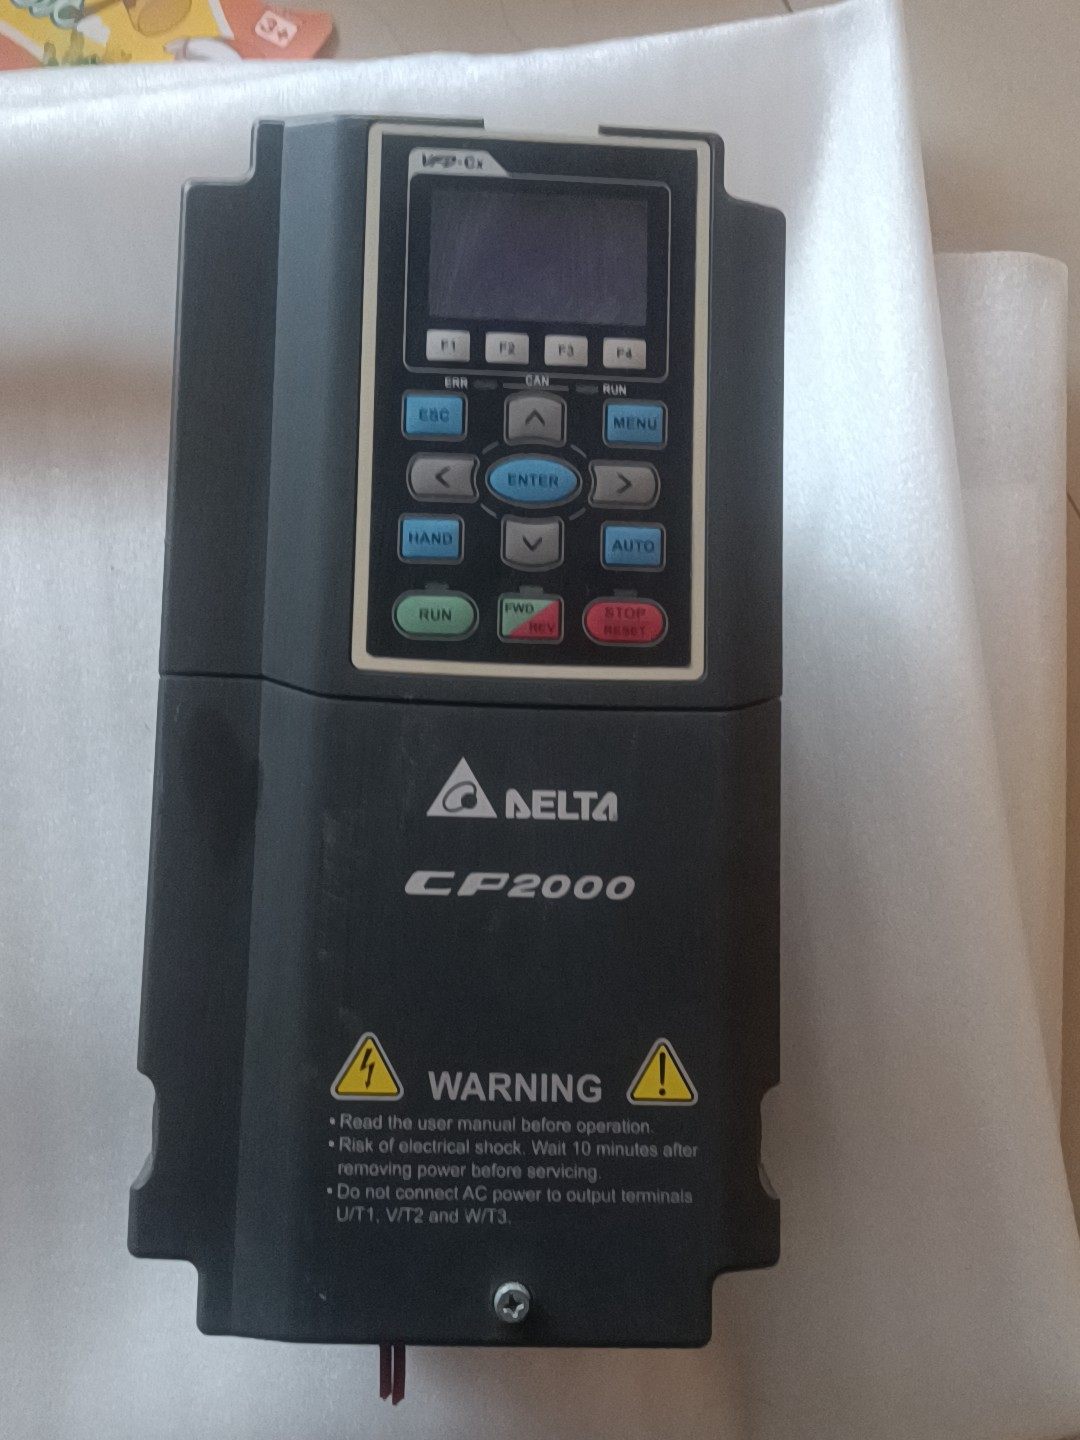 3+
VFD-Cx
F1 F2 F3 F4
ERR CAN RUN
ESC MENU
ENTER
HAND AUTO
RUN FWD REV STOP RESET
DELTA
CP2000
WARNING
• Read the user manual before operation.
• Risk of electrical shock. Wait 10 minutes after
removing power before servicing.
• Do not connect AC power to output terminals
U/T1, V/T2 and W/T3.